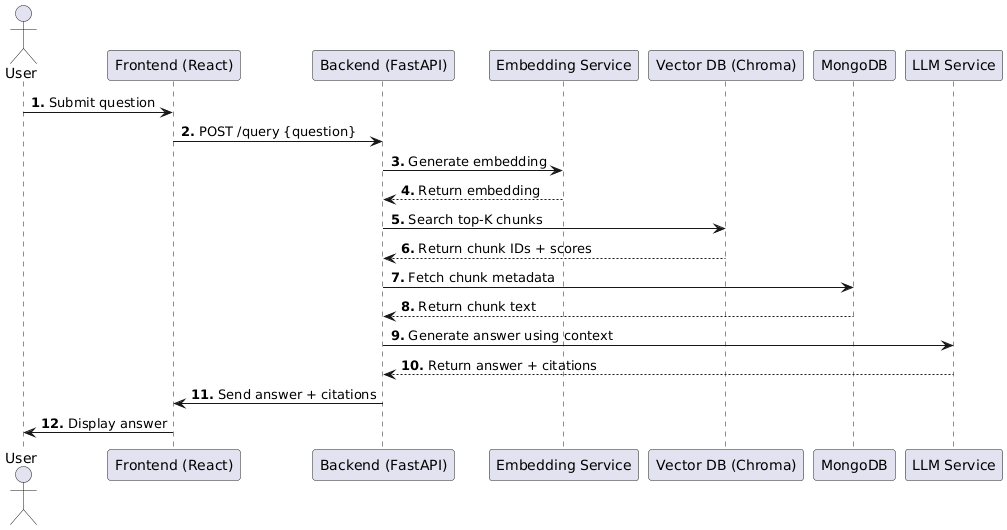 User
Frontend (React)
Backend (FastAPI)
Embedding Service
Vector DB (Chroma)
MongoDB
LLM Service
1. Submit question
2. POST /query {question}
3. Generate embedding
4. Return embedding
5. Search top-K chunks
6. Return chunk IDs + scores
7. Fetch chunk metadata
8. Return chunk text
9. Generate answer using context
10. Return answer + citations
11. Send answer + citations
12. Display answer
User
Frontend (React)
Backend (FastAPI)
Embedding Service
Vector DB (Chroma)
MongoDB
LLM Service